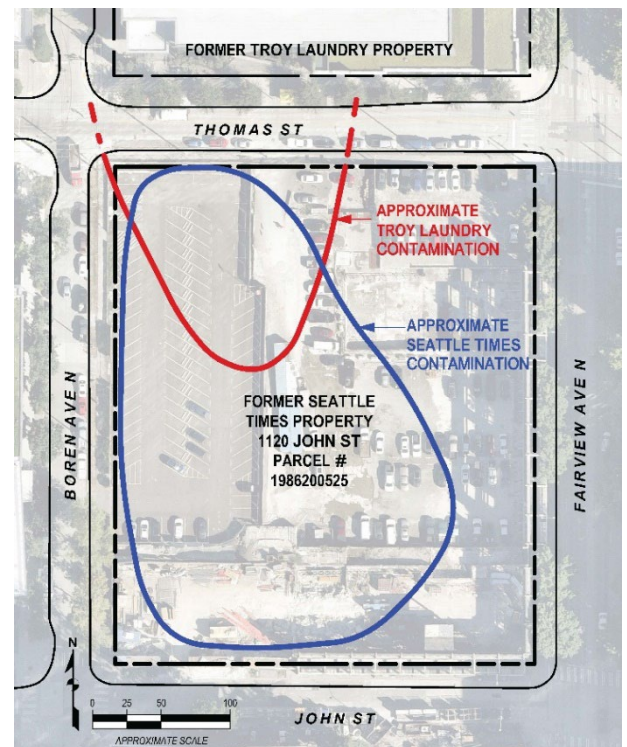 FORMER TROY LAUNDRY PROPERTY
THOMAS ST
APPROXIMATE
TROY LAUNDRY
CONTAMINATION
APPROXIMATE
SEATTLE TIMES
CONTAMINATION
FORMER SEATTLE
TIMES PROPERTY
1120 JOHN ST
PARCEL #
1986200525
BOREN AVE N
FAIRVIEW AVE N
N
0 25 50 100
APPROXIMATE SCALE
JOHN ST